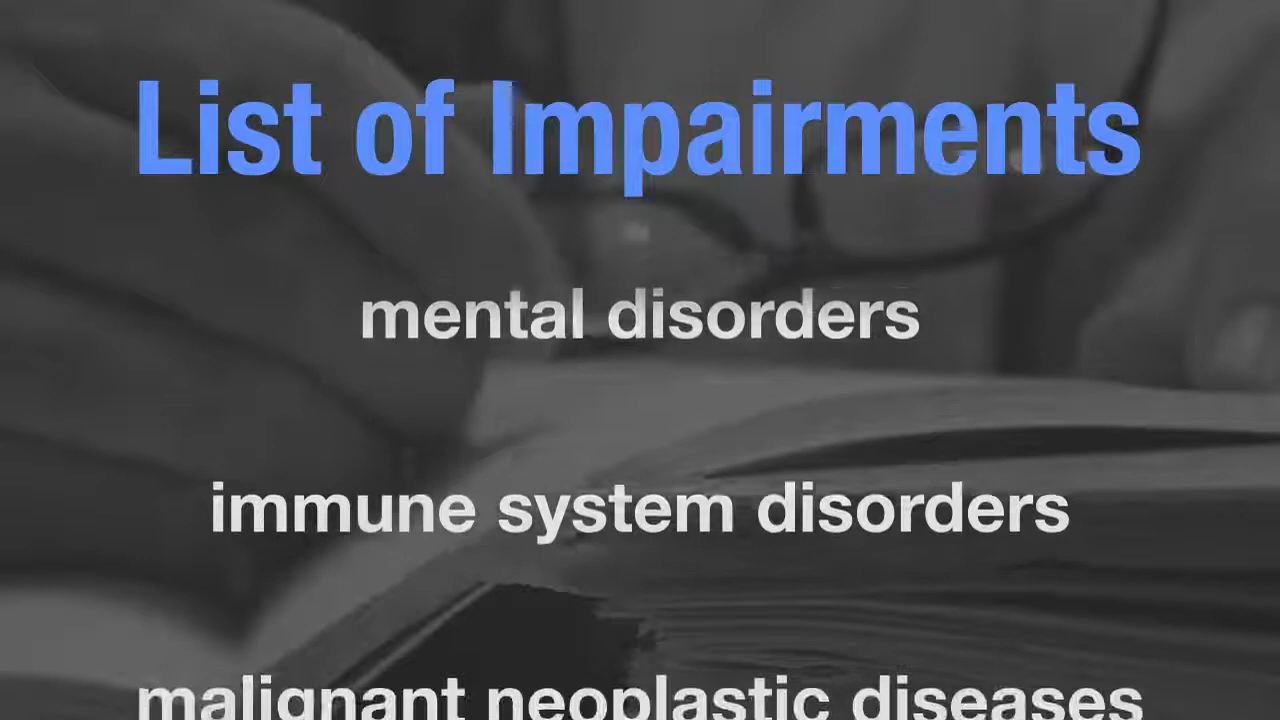 List of Impairments
mental disorders
immune system disorders
malignant neoplastic diseases